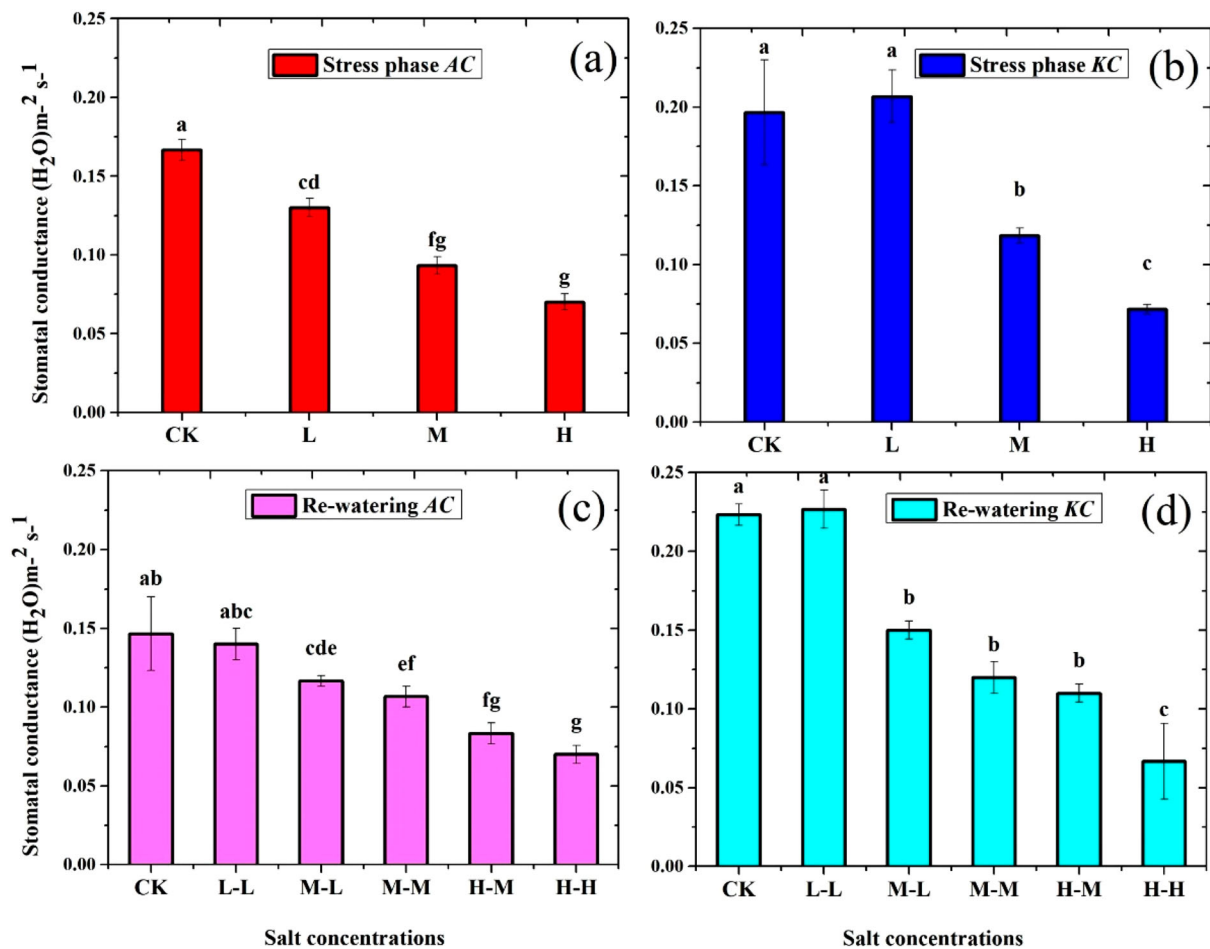 Stomatal conductance (H2O)m-2 s-1
0.25
0.20
0.15
0.10
0.05
0.00
Stress phase AC
(a)
a
cd
fg
g
CK L M H
0.25
0.20
0.15
0.10
0.05
0.00
Stress phase KC
(b)
a
a
b
c
CK L M H
Stomatal conductance (H2O)m-2 s-1
0.25
0.20
0.15
0.10
0.05
0.00
Re-watering AC
(c)
ab
abc
cde
ef
fg
g
CK L-L M-L M-M H-M H-H
Salt concentrations
0.25
0.20
0.15
0.10
0.05
0.00
Re-watering KC
(d)
a
a
b
b
b
c
CK L-L M-L M-M H-M H-H
Salt concentrations